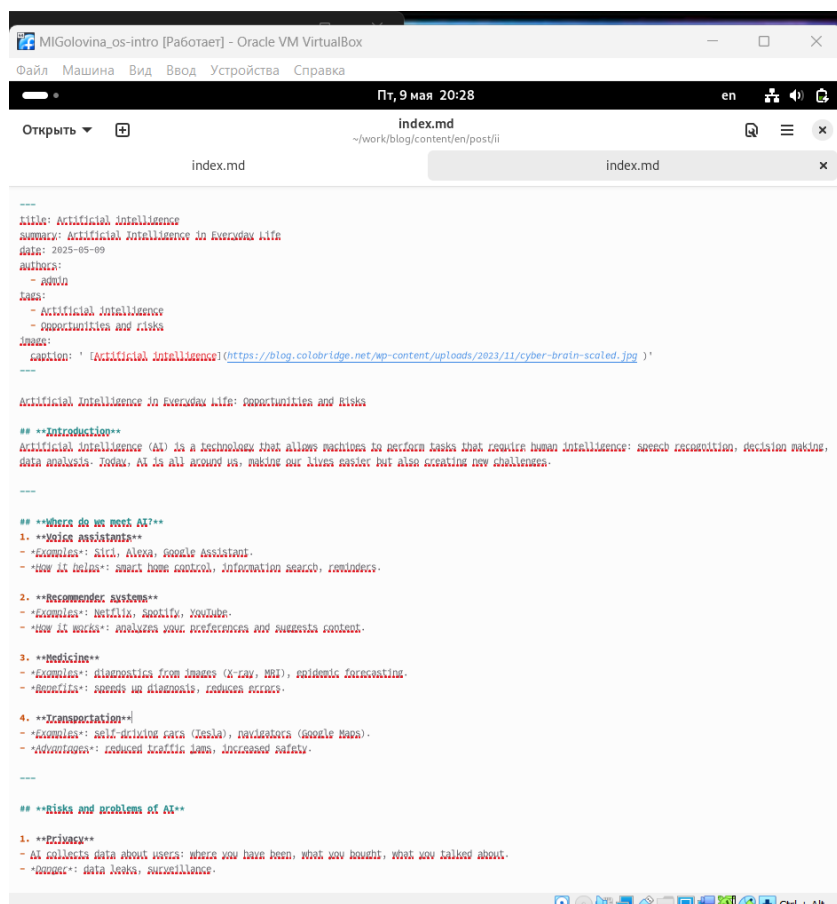 MIGolovina_os-intro [Работает] - Oracle VM VirtualBox
Файл Машина Вид Ввод Устройства Справка
Пт, 9 мая 20:28 en
Открыть index.md
~/work/blog/content/en/post/ii
index.md index.md
---
title: Artificial intelligence
summary: Artificial Intelligence in Everyday Life
date: 2025-05-09
authors:
- admin
tags:
- Artificial intelligence
- Opportunities and risks
image:
caption: ' [Artificial intelligence](https://blog.colobridge.net/wp-content/uploads/2023/11/cyber-brain-scaled.jpg )'
---
Artificial Intelligence in Everyday Life: Opportunities and Risks
## **Introduction**
Artificial intelligence (AI) is a technology that allows machines to perform tasks that require human intelligence: speech recognition, decision making,
data analysis. Today, AI is all around us, making our lives easier but also creating new challenges.
---
## **Where do we meet AI?**
1. **Voice assistants**
- *Examples*: Siri, Alexa, Google Assistant.
- *How it helps*: smart home control, information search, reminders.
2. **Recommender systems**
- *Examples*: Netflix, Spotify, YouTube.
- *How it works*: analyzes your preferences and suggests content.
3. **Medicine**
- *Examples*: diagnostics from images (X-ray, MRI), epidemic forecasting.
- *Benefits*: speeds up diagnosis, reduces errors.
4. **Transportation**
- *Examples*: self-driving cars (Tesla), navigators (Google Maps).
- *Advantages*: reduced traffic jams, increased safety.
---
## **Risks and problems of AI**
1. **Privacy**
- AI collects data about users: where you have been, what you bought, what you talked about.
- *Danger*: data leaks, surveillance.
Ctrl + Alt